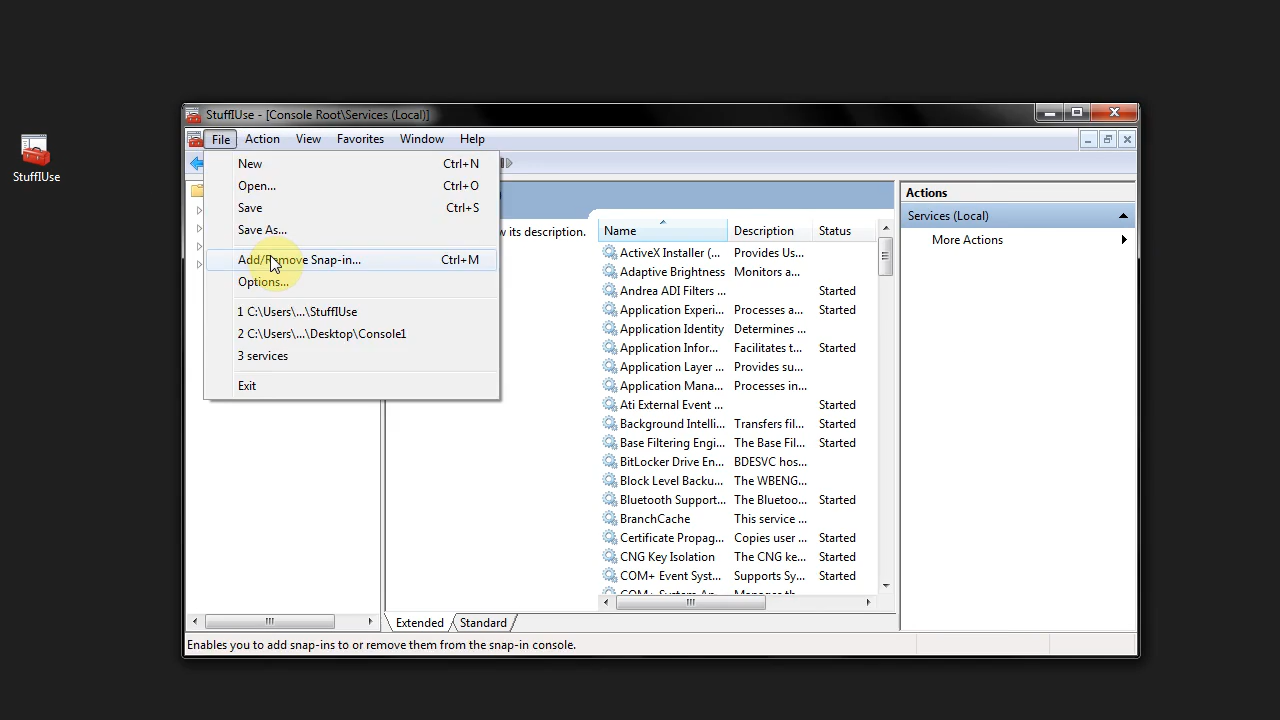 StuffIUse - [Console Root\Services (Local)]
File Action View Favorites Window Help
StuffIUse
New Ctrl+N
Open... Ctrl+O
Save Ctrl+S
Save As...
Add/Remove Snap-in... Ctrl+M
Options...
1 C:\Users\...\StuffIUse
2 C:\Users\...\Desktop\Console1
3 services
Exit
w its description.
Name Description Status
ActiveX Installer (... Provides Us...
Adaptive Brightness Monitors a...
Andrea ADI Filters ... Started
Application Experi... Processes a... Started
Application Identity Determines ...
Application Infor... Facilitates t... Started
Application Layer ... Provides su...
Application Mana... Processes in...
Ati External Event ... Started
Background Intelli... Transfers fil... Started
Base Filtering Engi... The Base Fil... Started
BitLocker Drive En... BDESVC hos...
Block Level Backu... The WBENG...
Bluetooth Support... The Bluetoo... Started
BranchCache This service ...
Certificate Propag... Copies user ... Started
CNG Key Isolation The CNG ke... Started
COM+ Event Syst... Supports Sy... Started
Actions
Services (Local)
More Actions
Extended Standard
Enables you to add snap-ins to or remove them from the snap-in console.